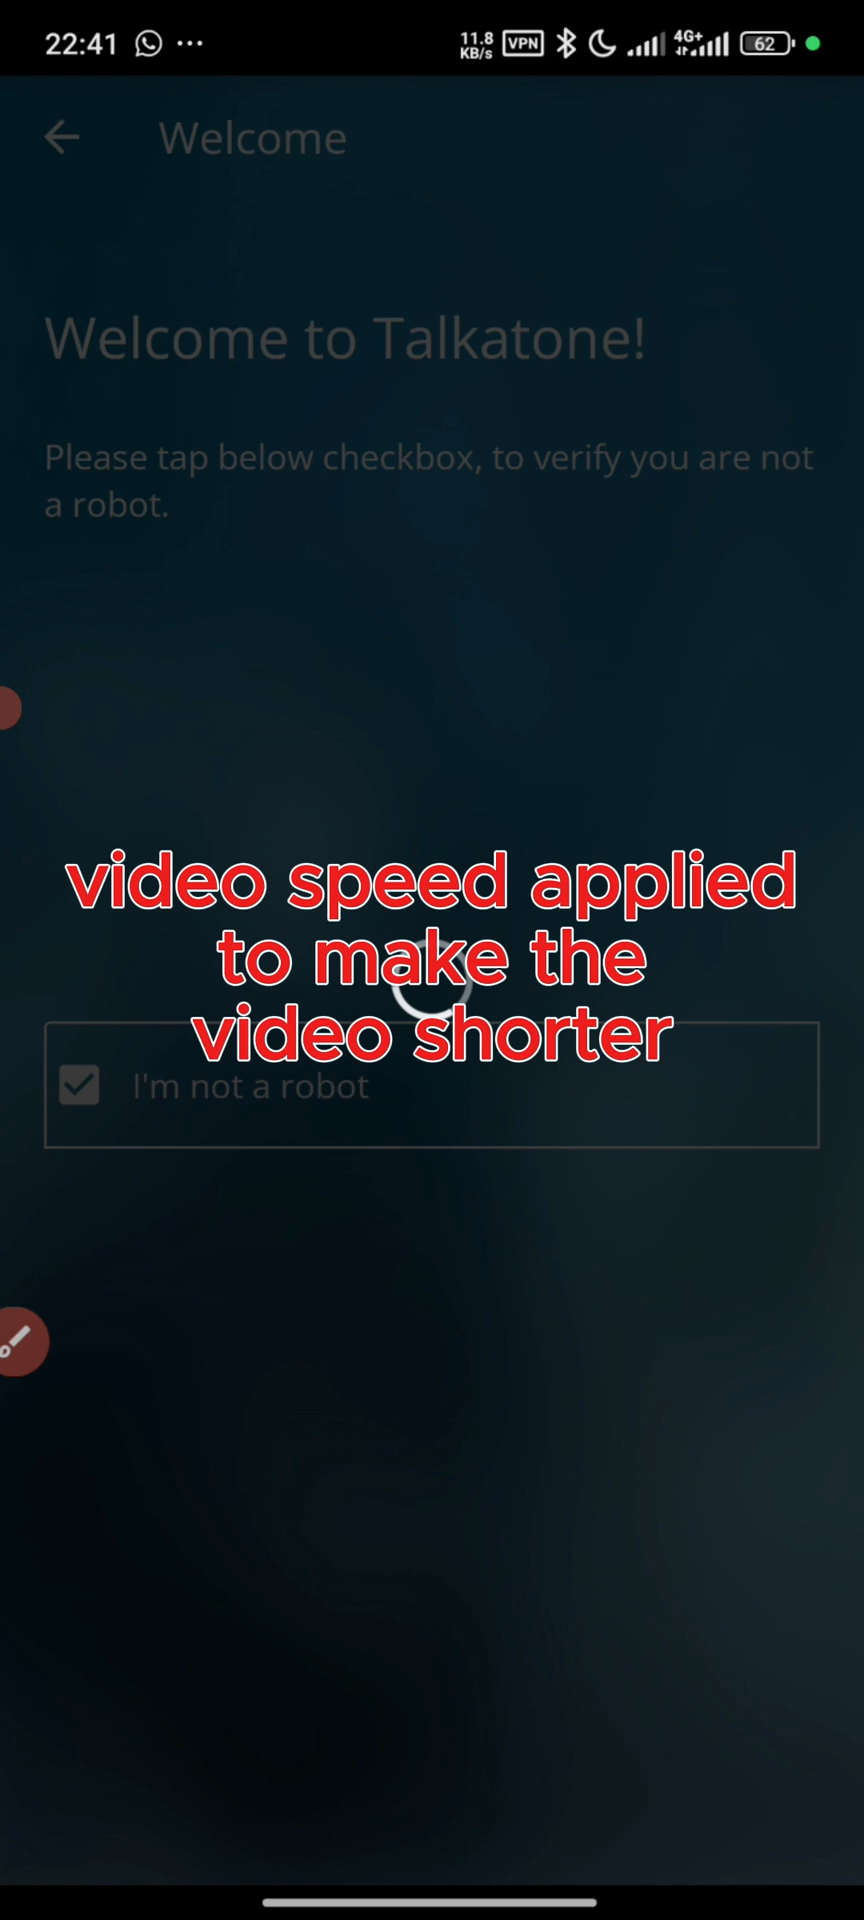 22:41 ... 11.8 KB/s VPN 4G+ 62
Welcome
Welcome to Talkatone!
Please tap below checkbox, to verify you are not
a robot.
video speed applied
to make the
video shorter
I'm not a robot